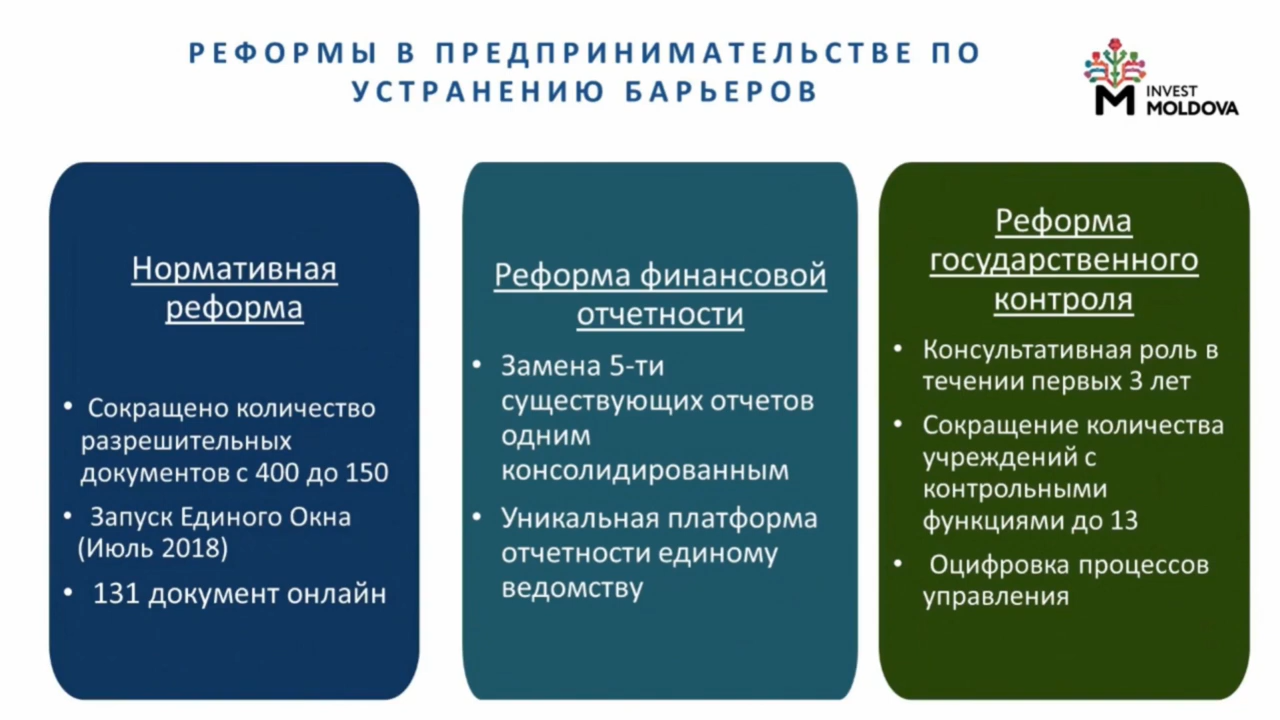 РЕФОРМЫ В ПРЕДПРИНИМАТЕЛЬСТВЕ ПО
УСТРАНЕНИЮ БАРЬЕРОВ
INVEST
MOLDOVA
Нормативная
реформа
• Сокращено количество
разрешительных
документов с 400 до 150
• Запуск Единого Окна
(Июль 2018)
• 131 документ онлайн
Реформа финансовой
отчетности
• Замена 5-ти
существующих отчетов
одним
консолидированным
• Уникальная платформа
отчетности единому
ведомству
Реформа
государственного
контроля
• Консультативная роль в
течении первых 3 лет
• Сокращение количества
учреждений с
контрольными
функциями до 13
• Оцифровка процессов
управления